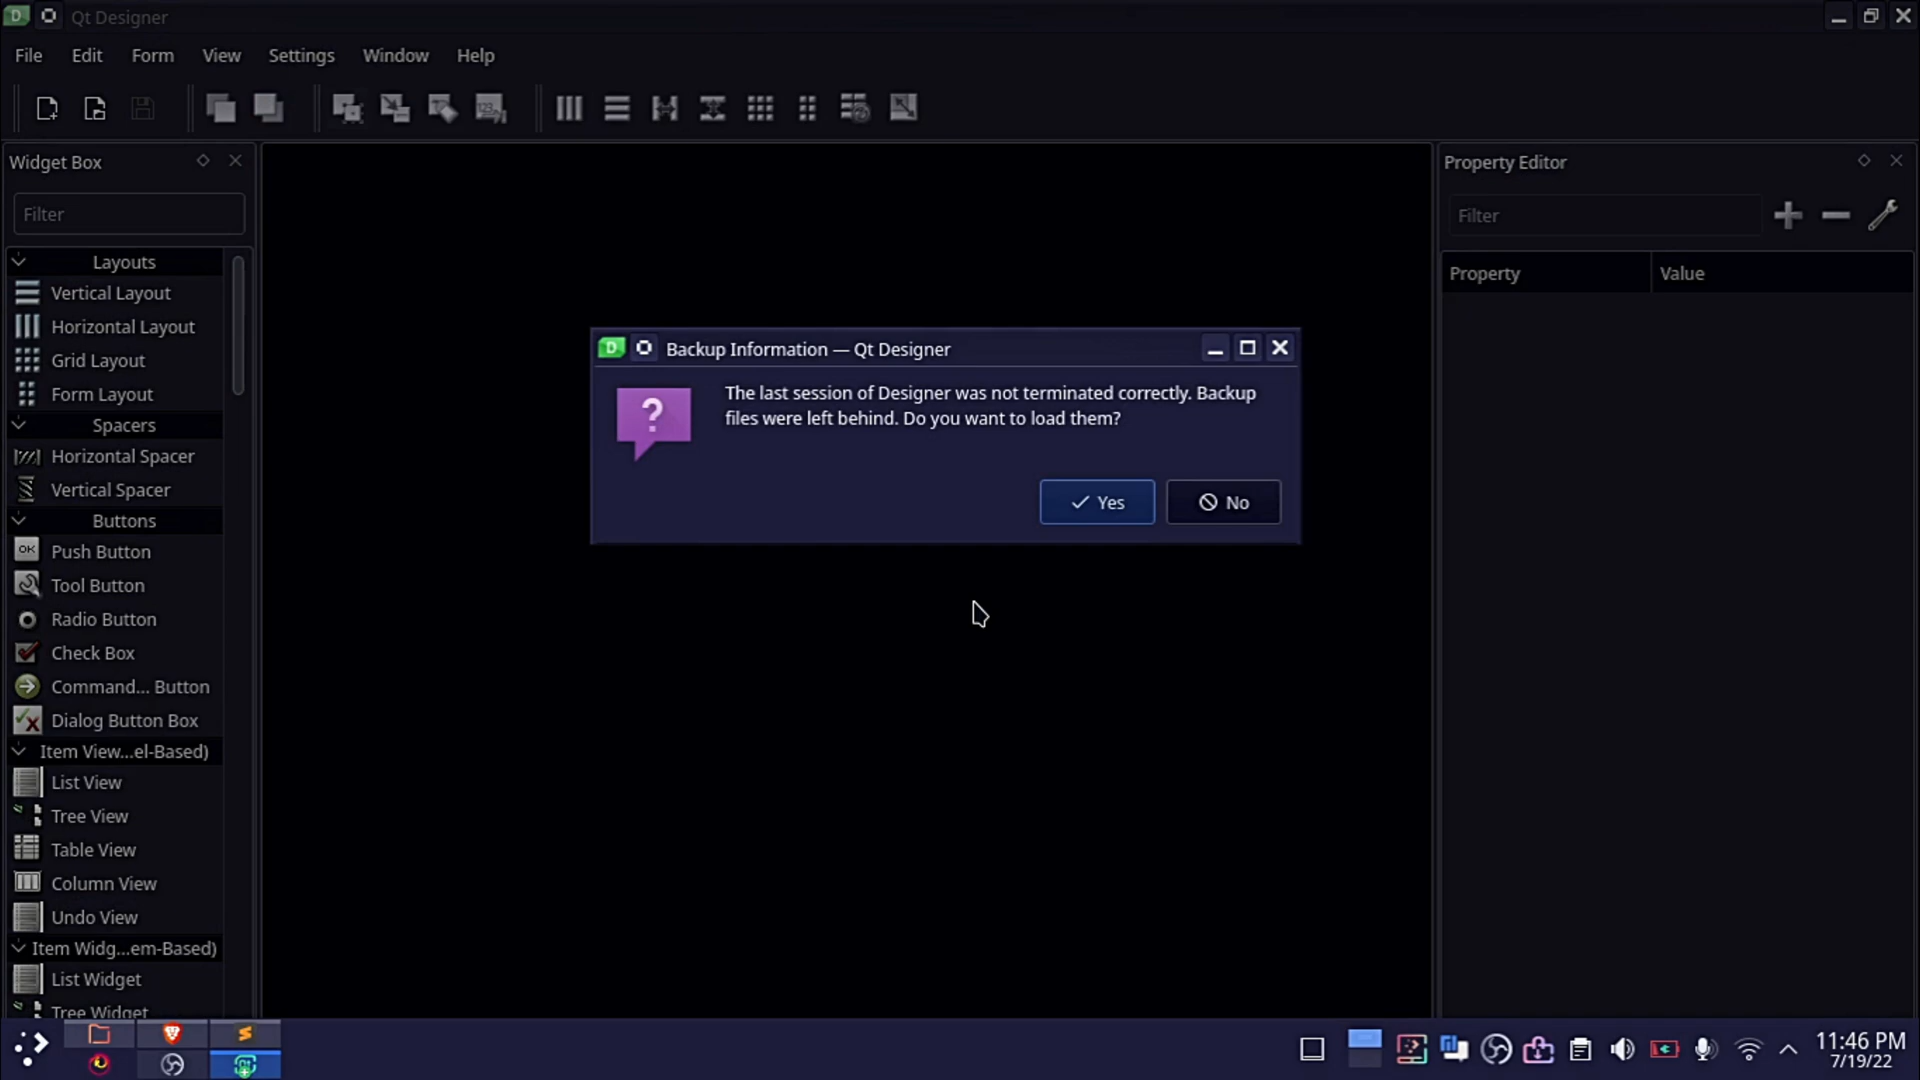 Qt Designer
File Edit Form View Settings Window Help
Widget Box
Filter
Layouts
Vertical Layout
Horizontal Layout
Grid Layout
Form Layout
Spacers
Horizontal Spacer
Vertical Spacer
Buttons
OK Push Button
Tool Button
Radio Button
Check Box
Command... Button
Dialog Button Box
Item View...el-Based)
List View
Tree View
Table View
Column View
Undo View
Item Widg...em-Based)
List Widget
Tree Widget
Backup Information — Qt Designer
The last session of Designer was not terminated correctly. Backup
files were left behind. Do you want to load them?
Yes No
Property Editor
Filter
Property Value
11:46 PM
7/19/22